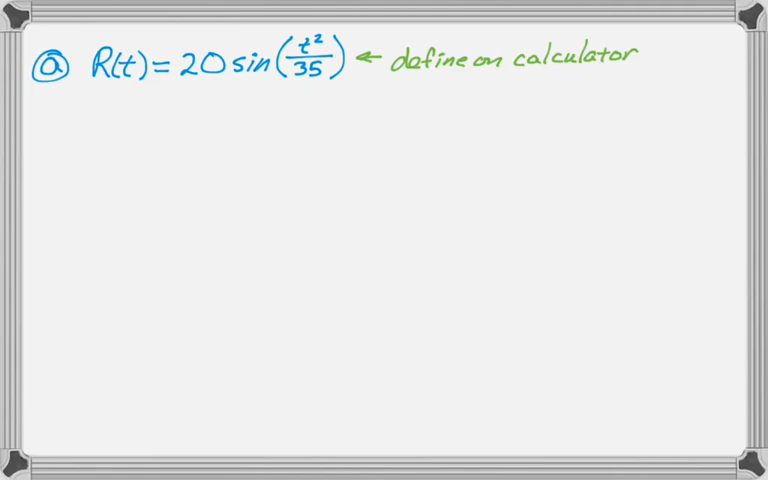 ⓐ R(t) = 20 sin(t²/35) ← define on calculator